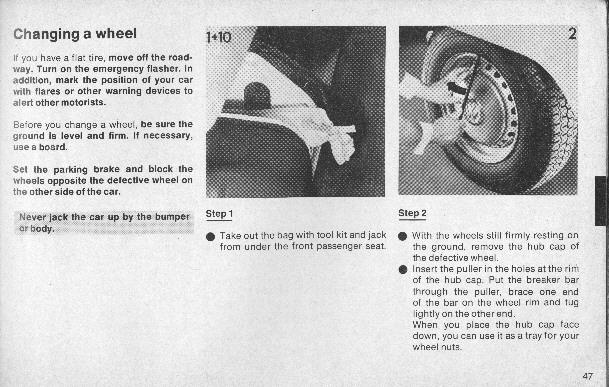 Changing a wheel
If you have a flat tire, move off the road-
way. Turn on the emergency flasher. In
addition, mark the position of your car
with flares or other warning devices to
alert other motorists.
Before you change a wheel, be sure the
ground is level and firm. If necessary,
use a board.
Set the parking brake and block the
wheels opposite the defective wheel on
the other side of the car.
Never jack the car up by the bumper
or body.
1+10
Step 1
● Take out the bag with tool kit and jack
from under the front passenger seat.
2
Step 2
● With the wheels still firmly resting on
the ground, remove the hub cap of
the defective wheel.
● Insert the puller in the holes at the rim
of the hub cap. Put the breaker bar
through the puller, brace one end
of the bar on the wheel rim and tug
lightly on the other end.
When you place the hub cap face
down, you can use it as a tray for your
wheel nuts.
47